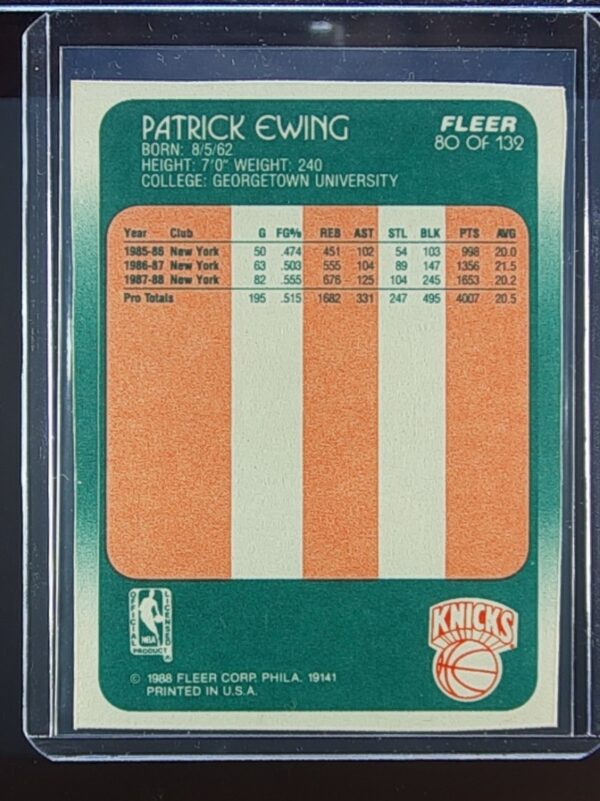 PATRICK EWING
FLEER
80 OF 132
BORN: 8/5/62
HEIGHT: 7'0" WEIGHT: 240
COLLEGE: GEORGETOWN UNIVERSITY
Year Club G FG% REB AST STL BLK PTS AVG
1985-86 New York 50 .474 451 102 54 103 998 20.0
1986-87 New York 63 .503 555 104 89 147 1356 21.5
1987-88 New York 82 .555 676 125 104 245 1653 20.2
Pro Totals 195 .515 1682 331 247 495 4007 20.5
OFFICIAL LICENSED
NBA
PRODUCT
KNICKS
© 1988 FLEER CORP. PHILA. 19141
PRINTED IN U.S.A.